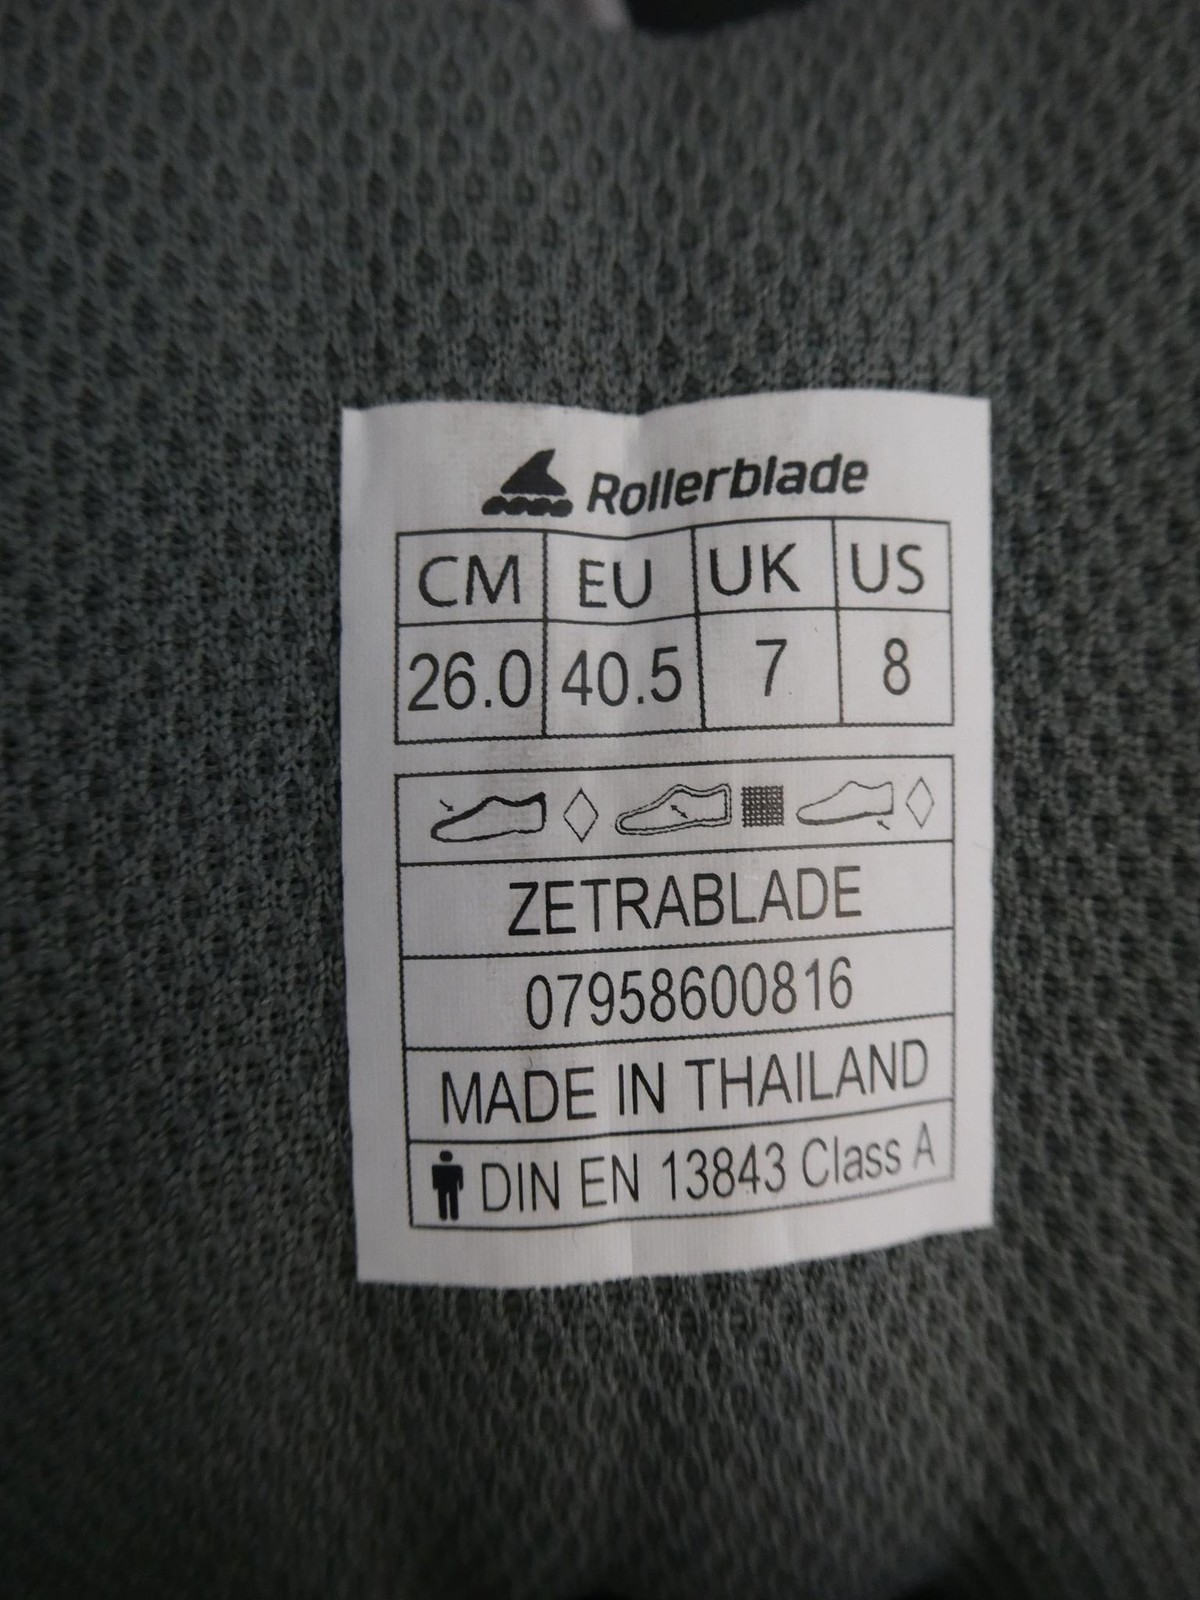 Rollerblade
CM EU UK US
26.0 40.5 7 8
ZETRABLADE
07958600816
MADE IN THAILAND
DIN EN 13843 Class A